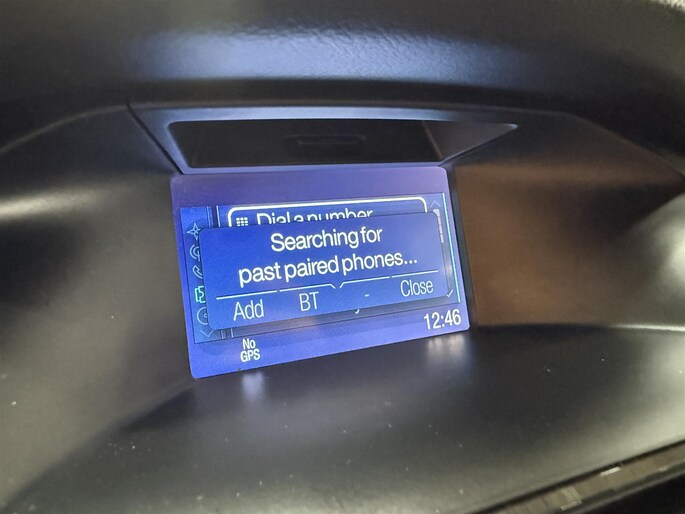 Dial a number
Searching for
past paired phones...
Add BT Close
12:46
No
GPS